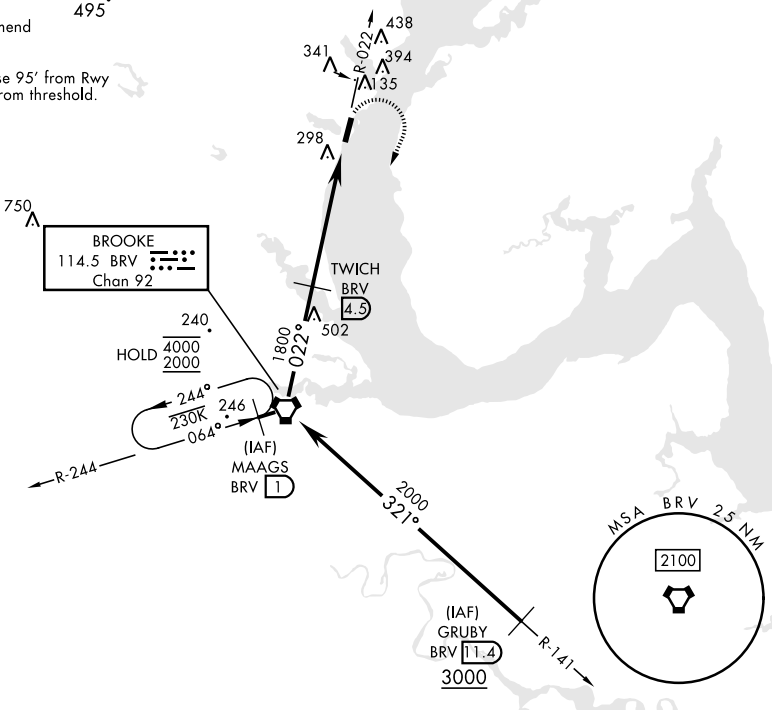 495
mend
se 95' from Rwy
from threshold.
438
341
394
R-022
135
298
750
BROOKE
114.5 BRV
Chan 92
TWICH
BRV
4.5
502
240
HOLD 4000
2000
1800
022°
244°
230K 246
064°
R-244
(IAF)
MAAGS
BRV 1
2000
321°
(IAF)
GRUBY
BRV 11.4
3000
R-141
MSA BRV 25 NM
2100